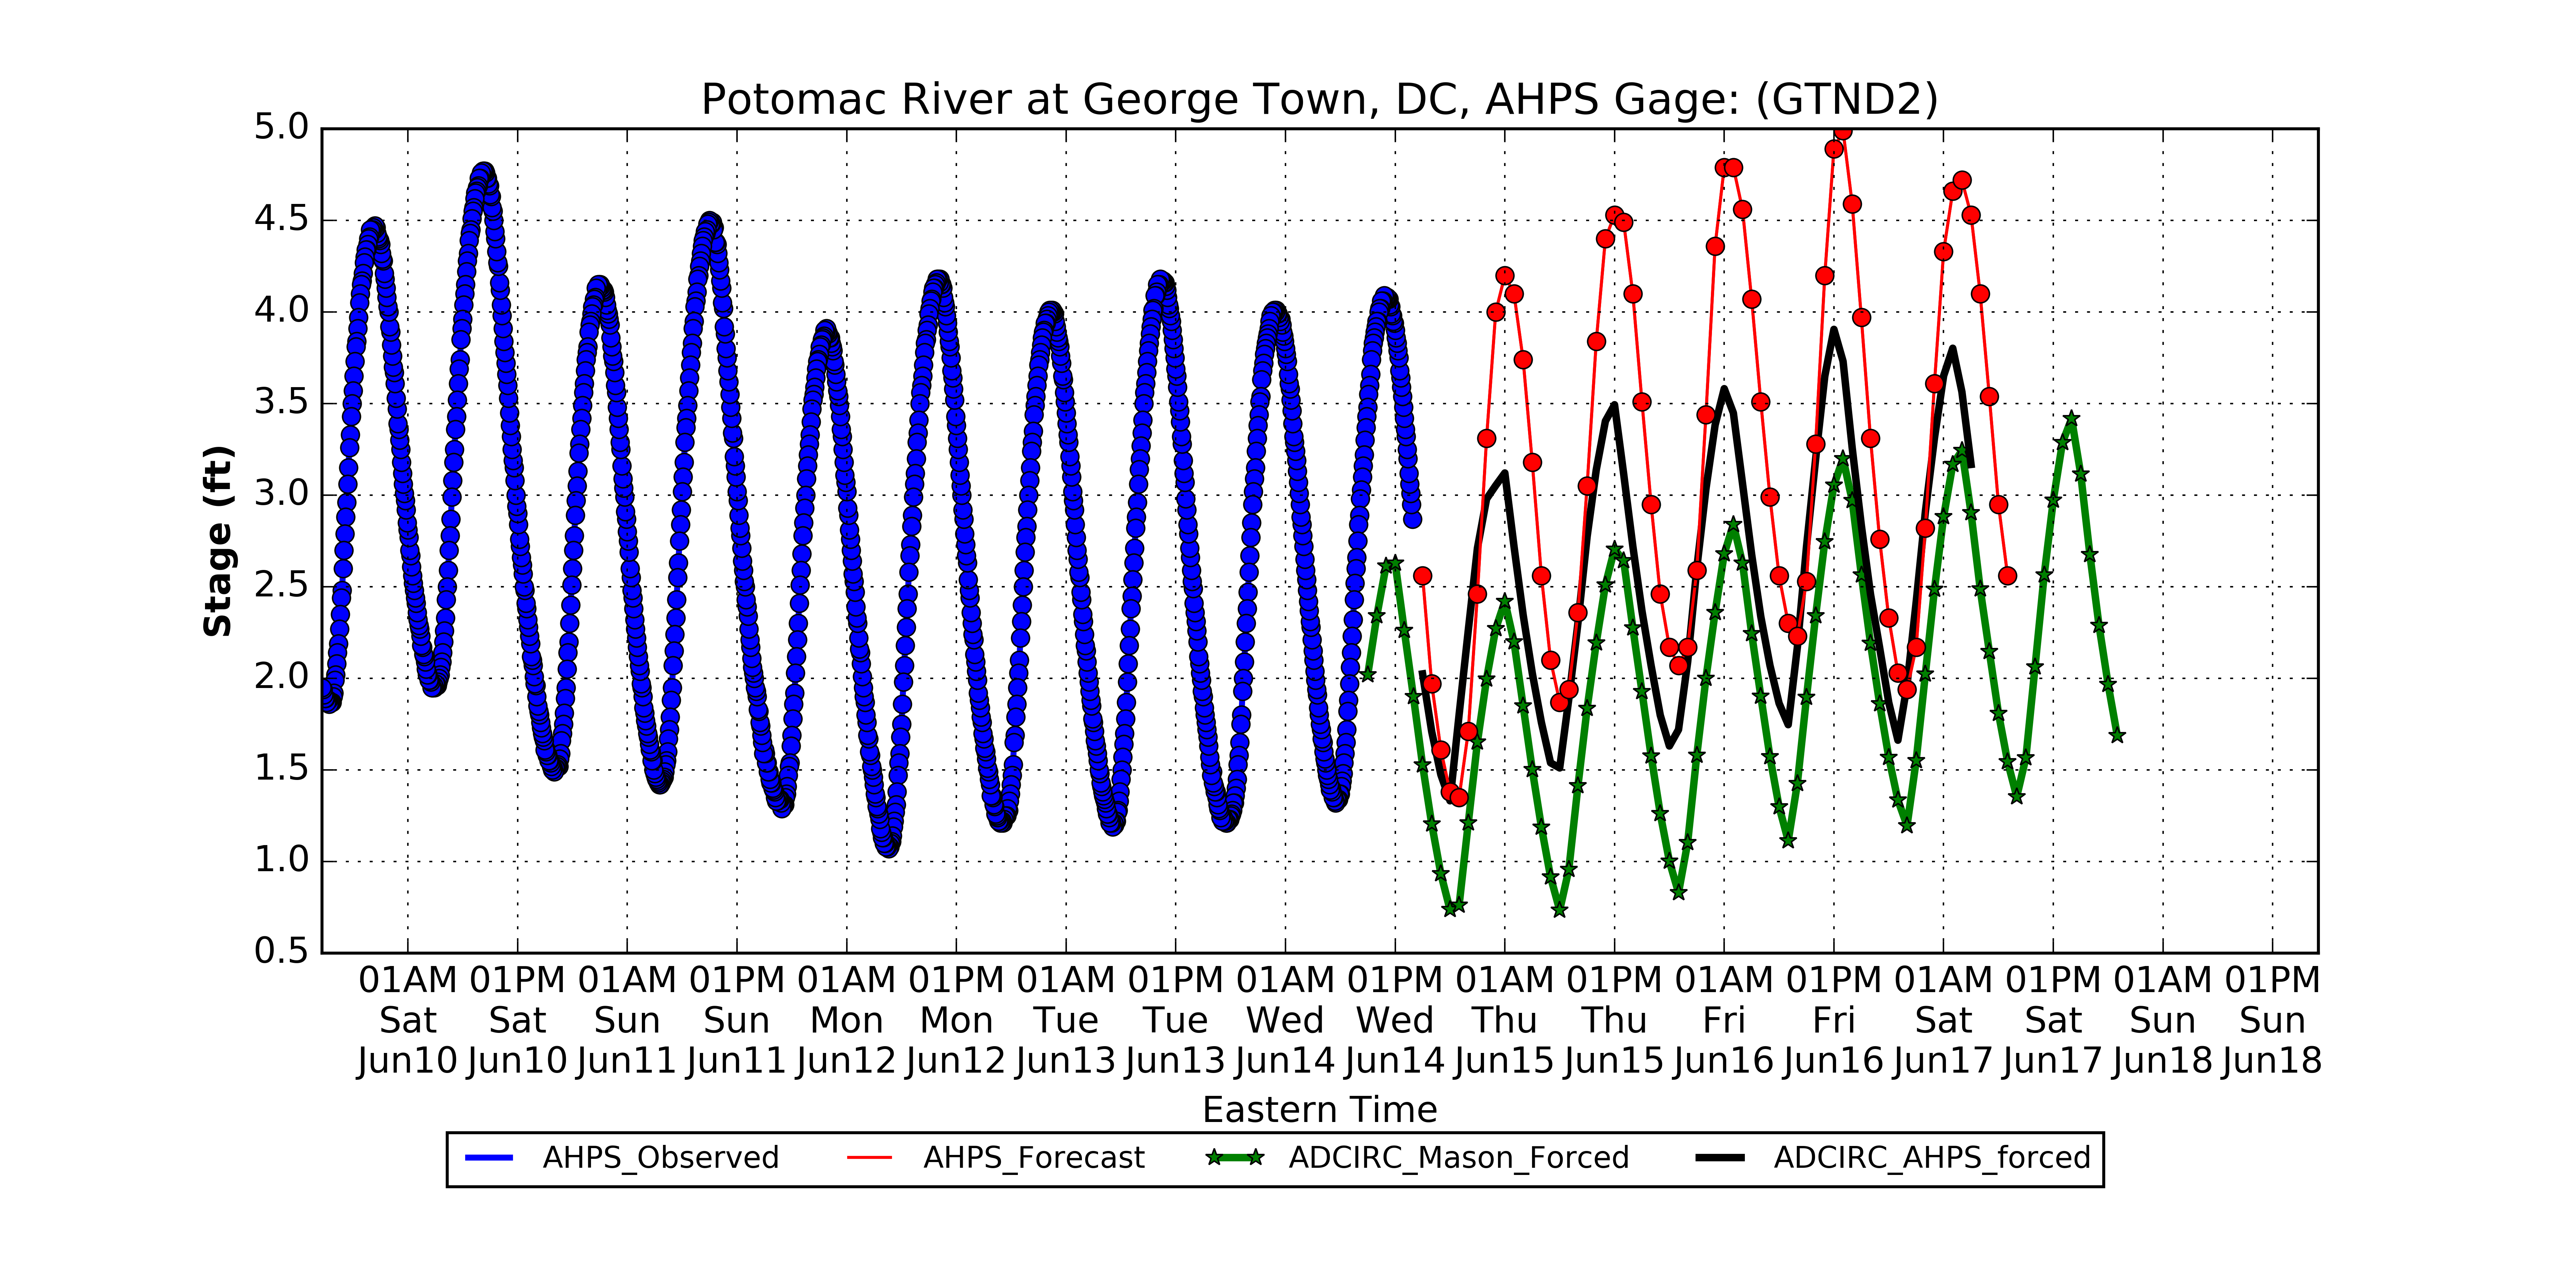 Potomac River at George Town, DC, AHPS Gage: (GTND2)
Stage (ft)
5.0
4.5
4.0
3.5
3.0
2.5
2.0
1.5
1.0
0.5
01AM 01PM 01AM 01PM 01AM 01PM 01AM 01PM 01AM 01PM 01AM 01PM 01AM 01PM 01AM 01PM 01AM 01PM
Sat Sat Sun Sun Mon Mon Tue Tue Wed Wed Thu Thu Fri Fri Sat Sat Sun Sun
Jun10 Jun10 Jun11 Jun11 Jun12 Jun12 Jun13 Jun13 Jun14 Jun14 Jun15 Jun15 Jun16 Jun16 Jun17 Jun17 Jun18 Jun18
Eastern Time
AHPS_Observed AHPS_Forecast ADCIRC_Mason_Forced ADCIRC_AHPS_forced